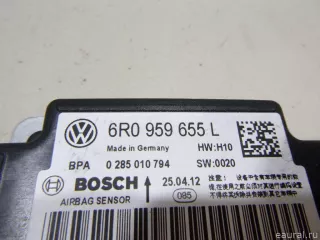 6R0 959 655 L
Made in Germany HW:H10
BPA 0 285 010 794 SW:0020
BOSCH 25.04.12
AIRBAG SENSOR 085
© eaural.ru